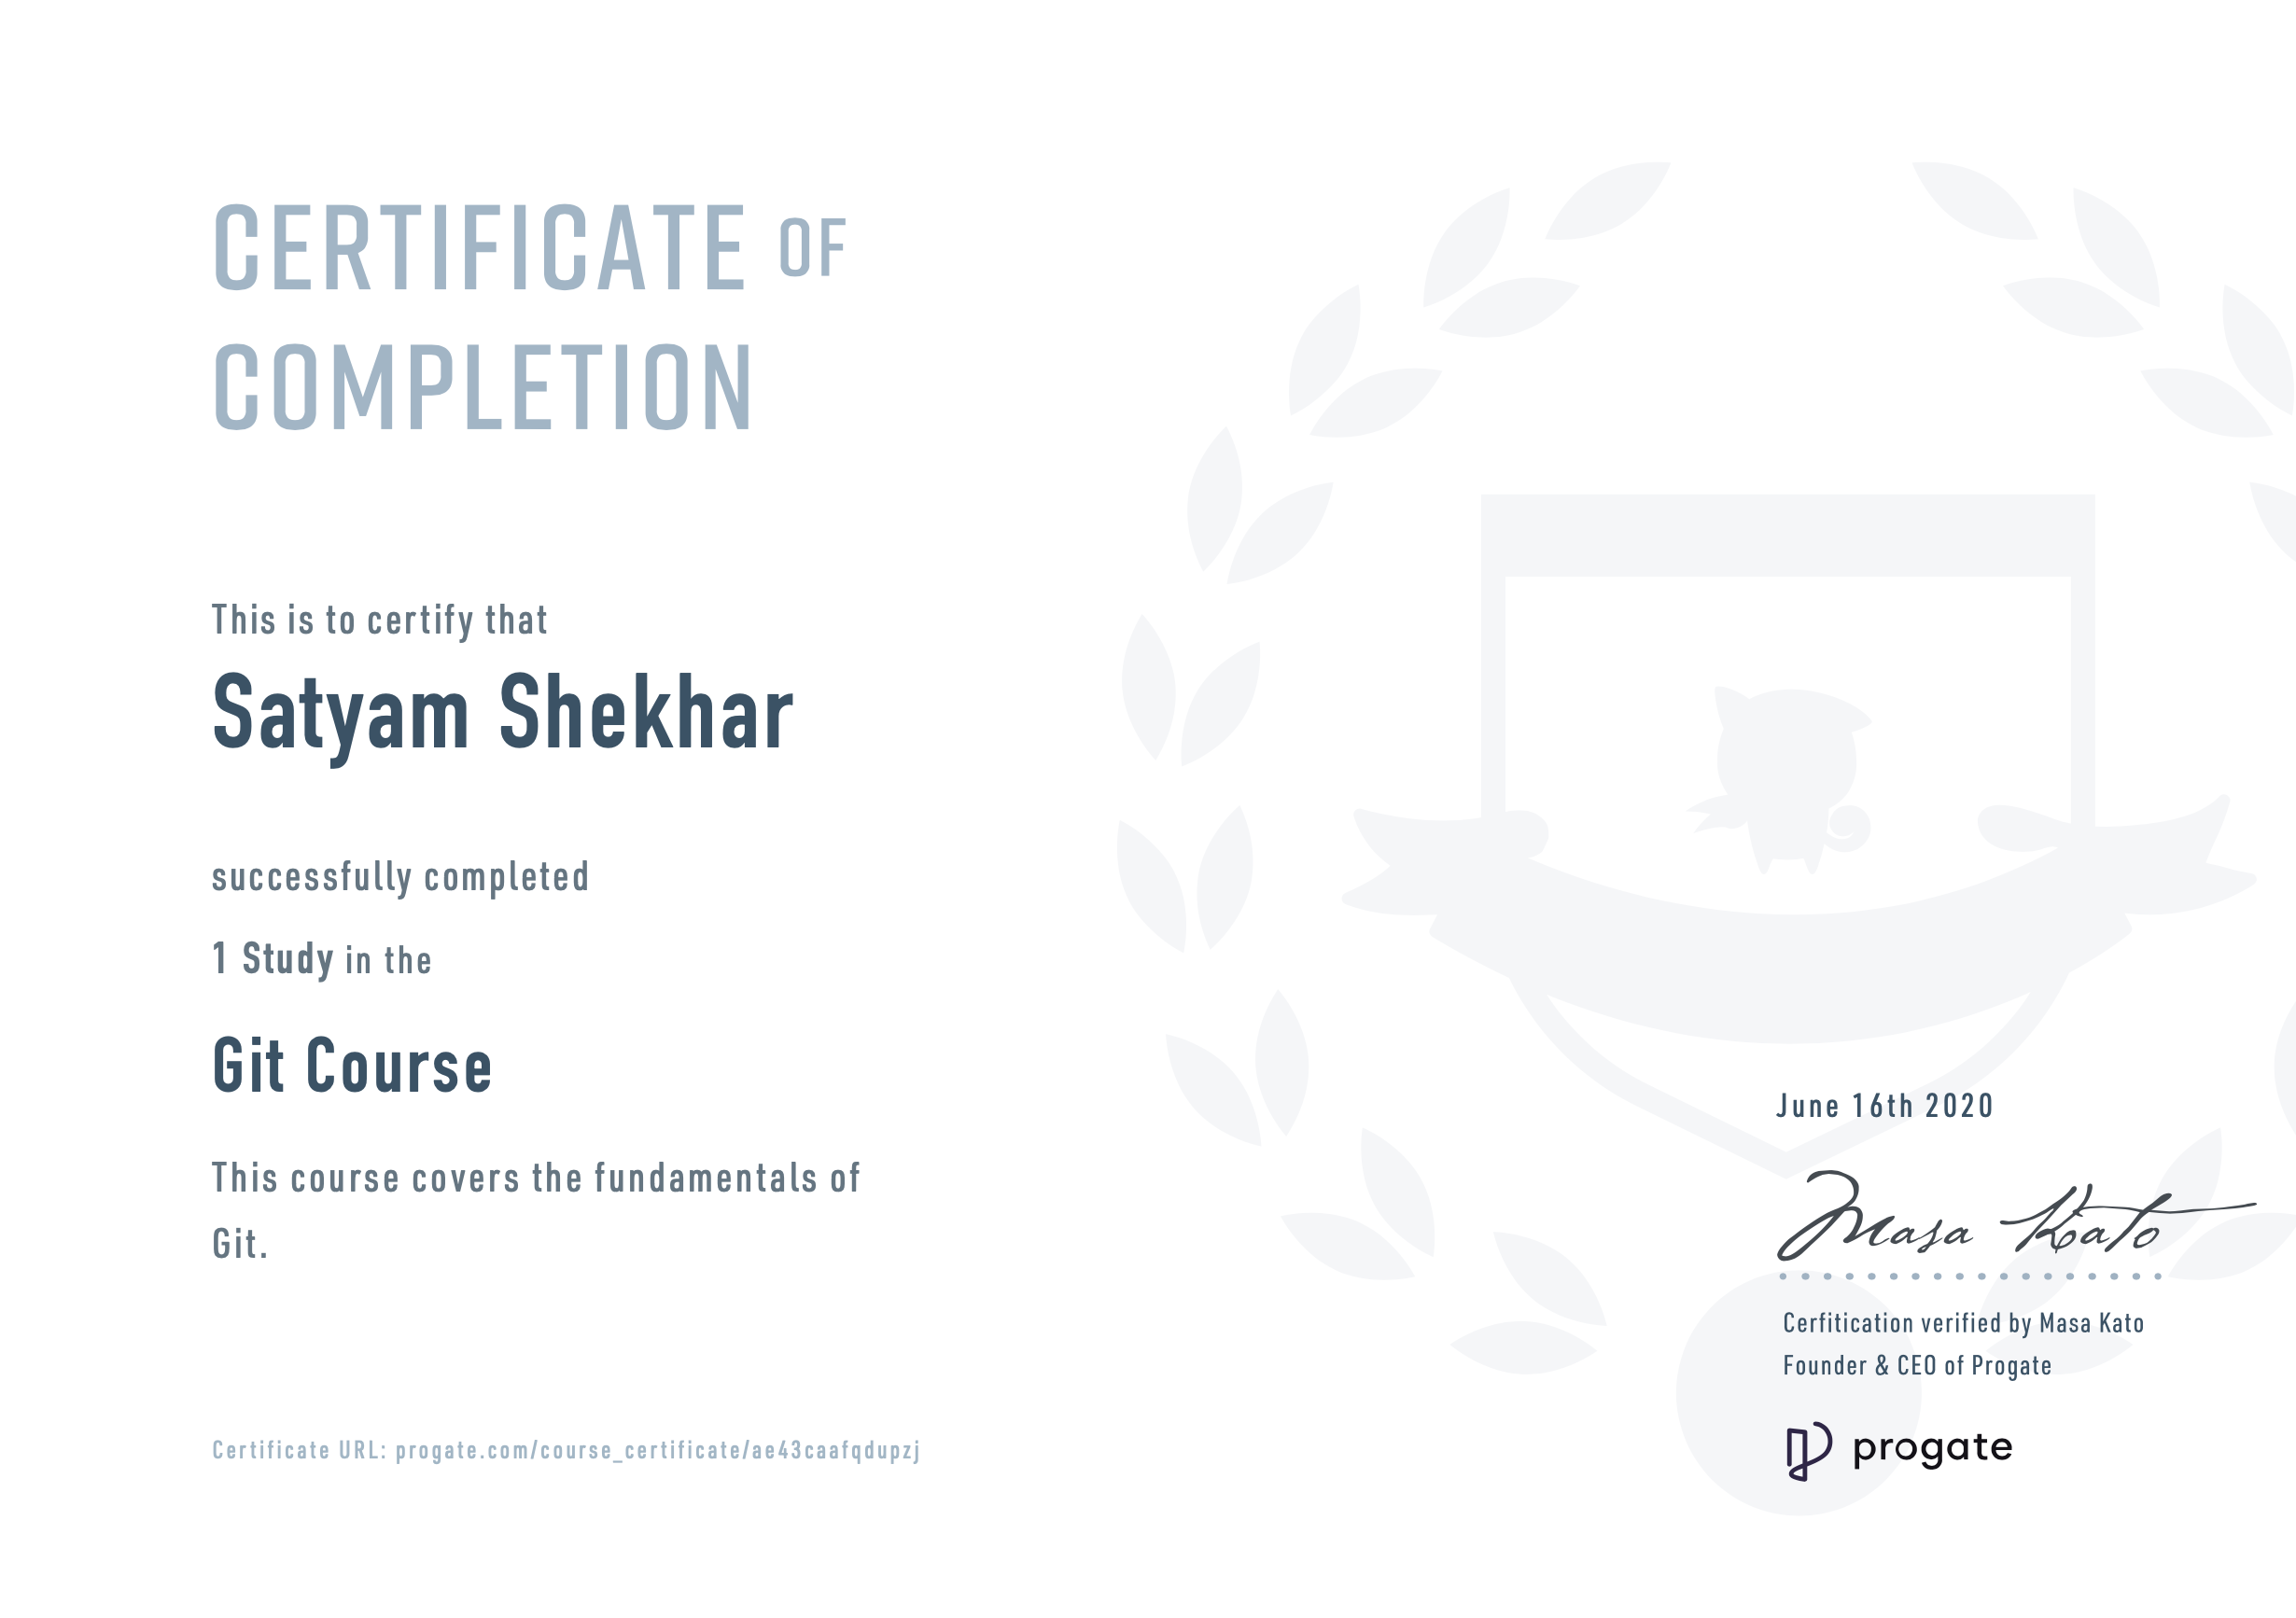 CERTIFICATE OF
COMPLETION
This is to certify that
Satyam Shekhar
successfully completed
1 Study in the
Git Course
This course covers the fundamentals of
Git.
Certificate URL: progate.com/course_certificate/ae43caafqdupzj
June 16th 2020
Masa Kato
Cerfitication verified by Masa Kato
Founder & CEO of Progate
progate